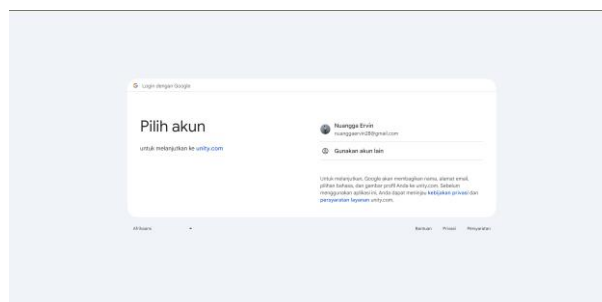 Login dengan Google
Pilih akun
untuk melanjutkan ke unity.com
Nuangga Ervin
Gunakan akun lain
Untuk melanjutkan, Google akan membagikan nama, alamat email,
pilihan bahasa, dan gambar profil Anda ke unity.com. Sebelum
menggunakan aplikasi ini, Anda dapat meninjau kebijakan privasi dan
persyaratan layanan unity.com.
Afrikaans
Bantuan Privasi Persyaratan